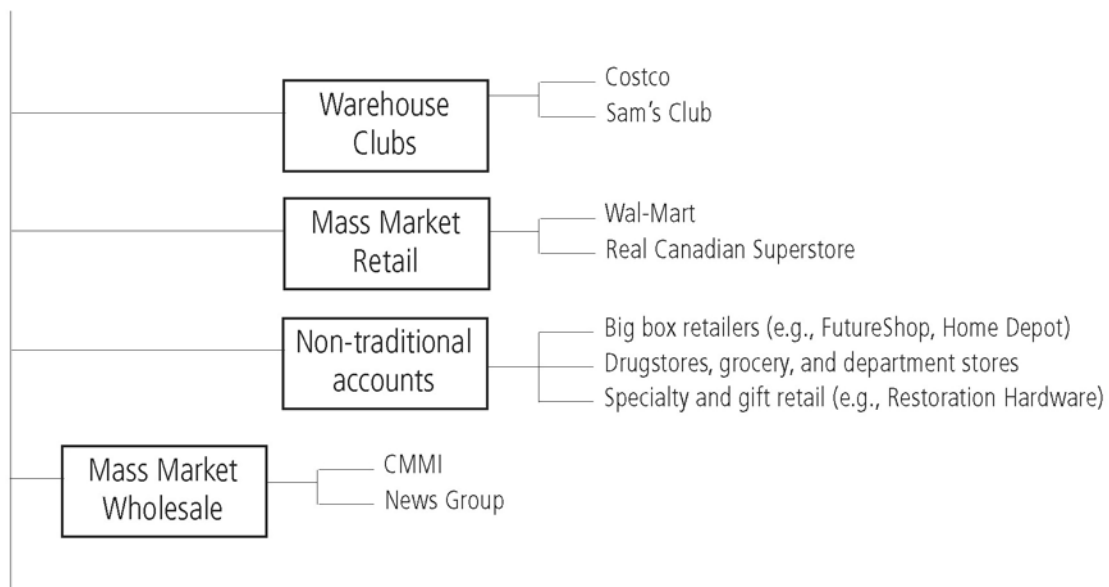 Warehouse
Clubs
Costco
Sam's Club
Mass Market
Retail
Wal-Mart
Real Canadian Superstore
Non-traditional
accounts
Big box retailers (e.g., FutureShop, Home Depot)
Drugstores, grocery, and department stores
Specialty and gift retail (e.g., Restoration Hardware)
Mass Market
Wholesale
CMMI
News Group